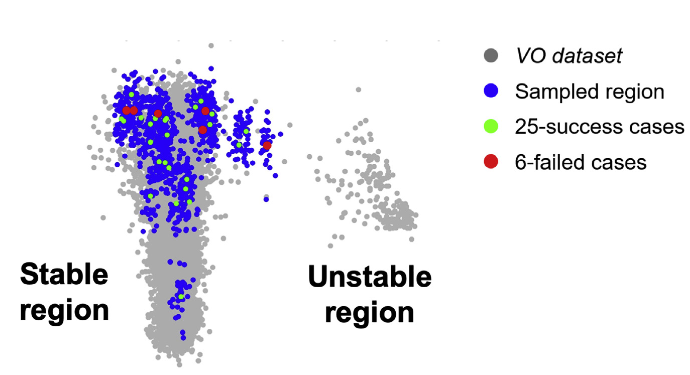 VO dataset
Sampled region
25-success cases
6-failed cases
Stable
region
Unstable
region